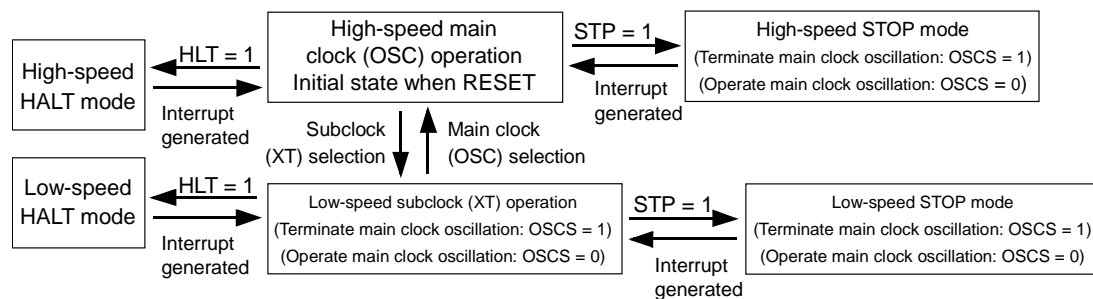 High-speed
HALT mode
HLT = 1
Interrupt
generated
High-speed main
clock (OSC) operation
Initial state when RESET
STP = 1
Interrupt
generated
High-speed STOP mode
(Terminate main clock oscillation: OSCS = 1)
(Operate main clock oscillation: OSCS = 0)
Subclock
(XT) selection
Main clock
(OSC) selection
Low-speed
HALT mode
HLT = 1
Interrupt
generated
Low-speed subclock (XT) operation
(Terminate main clock oscillation: OSCS = 1)
(Operate main clock oscillation: OSCS = 0)
STP = 1
Interrupt
generated
Low-speed STOP mode
(Terminate main clock oscillation: OSCS = 1)
(Operate main clock oscillation: OSCS = 0)